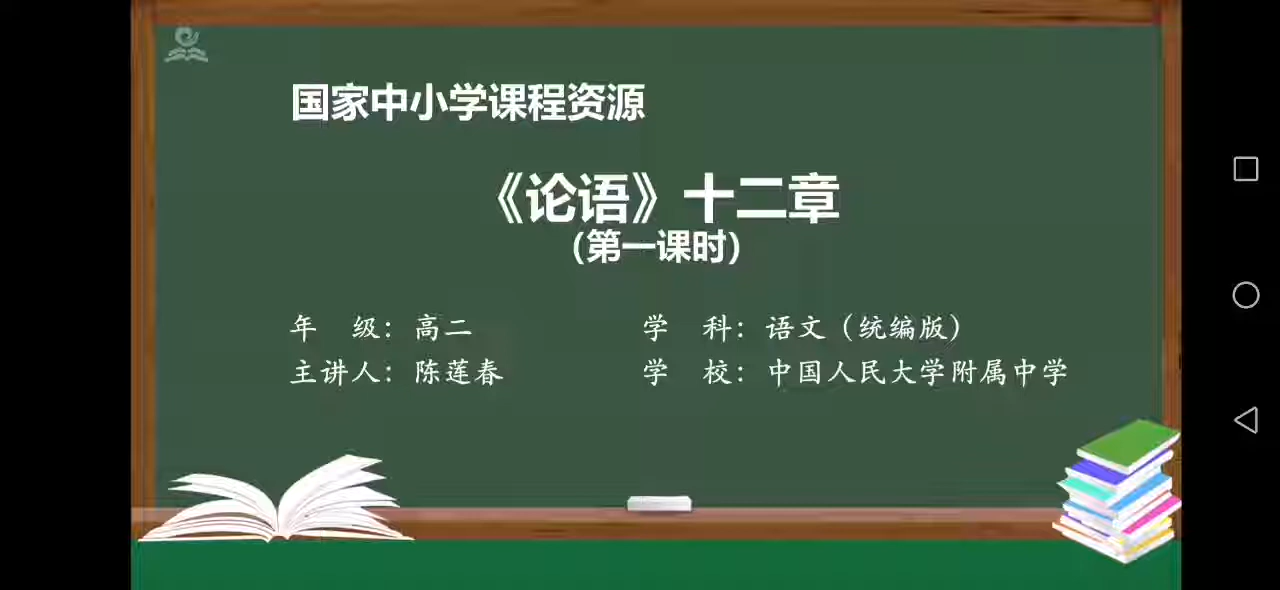 国家中小学课程资源
《论语》十二章
（第一课时）
年 级：高二 学 科：语文（统编版）
主讲人：陈莲春 学 校：中国人民大学附属中学